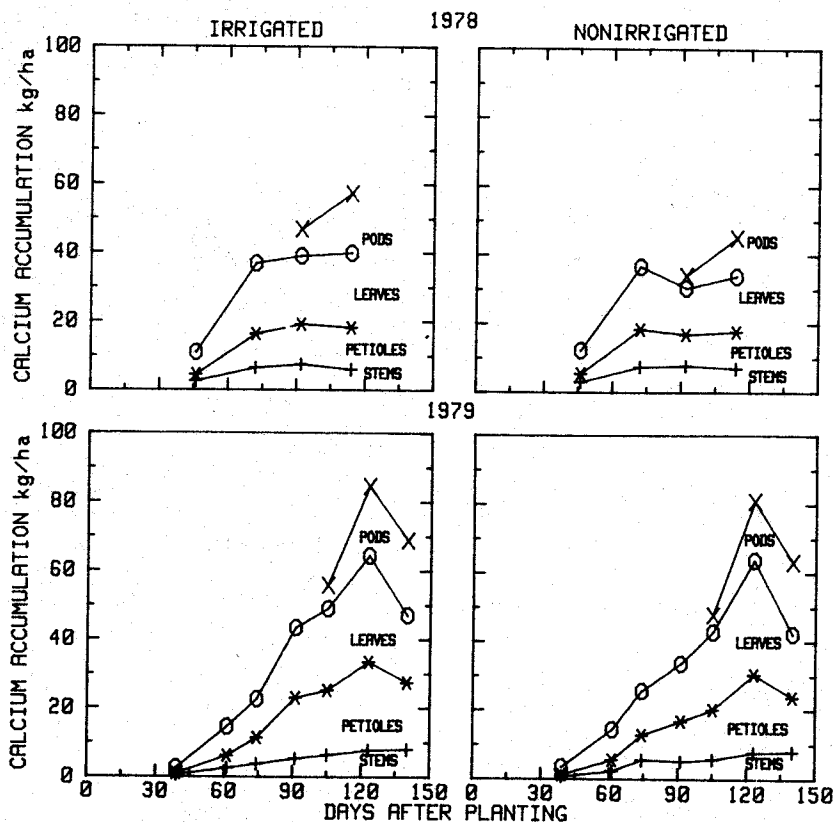 1978
IRRIGATED
NONIRRIGATED
CALCIUM ACCUMULATION kg/ha
100
80
60
40
20
0
PODS
LEAVES
PETIOLES
STEMS
PODS
LEAVES
PETIOLES
STEMS
1979
CALCIUM ACCUMULATION kg/ha
100
80
60
40
20
0
PODS
LEAVES
PETIOLES
STEMS
PODS
LEAVES
PETIOLES
STEMS
0 30 60 90 120 150 0 30 60 90 120 150
DAYS AFTER PLANTING